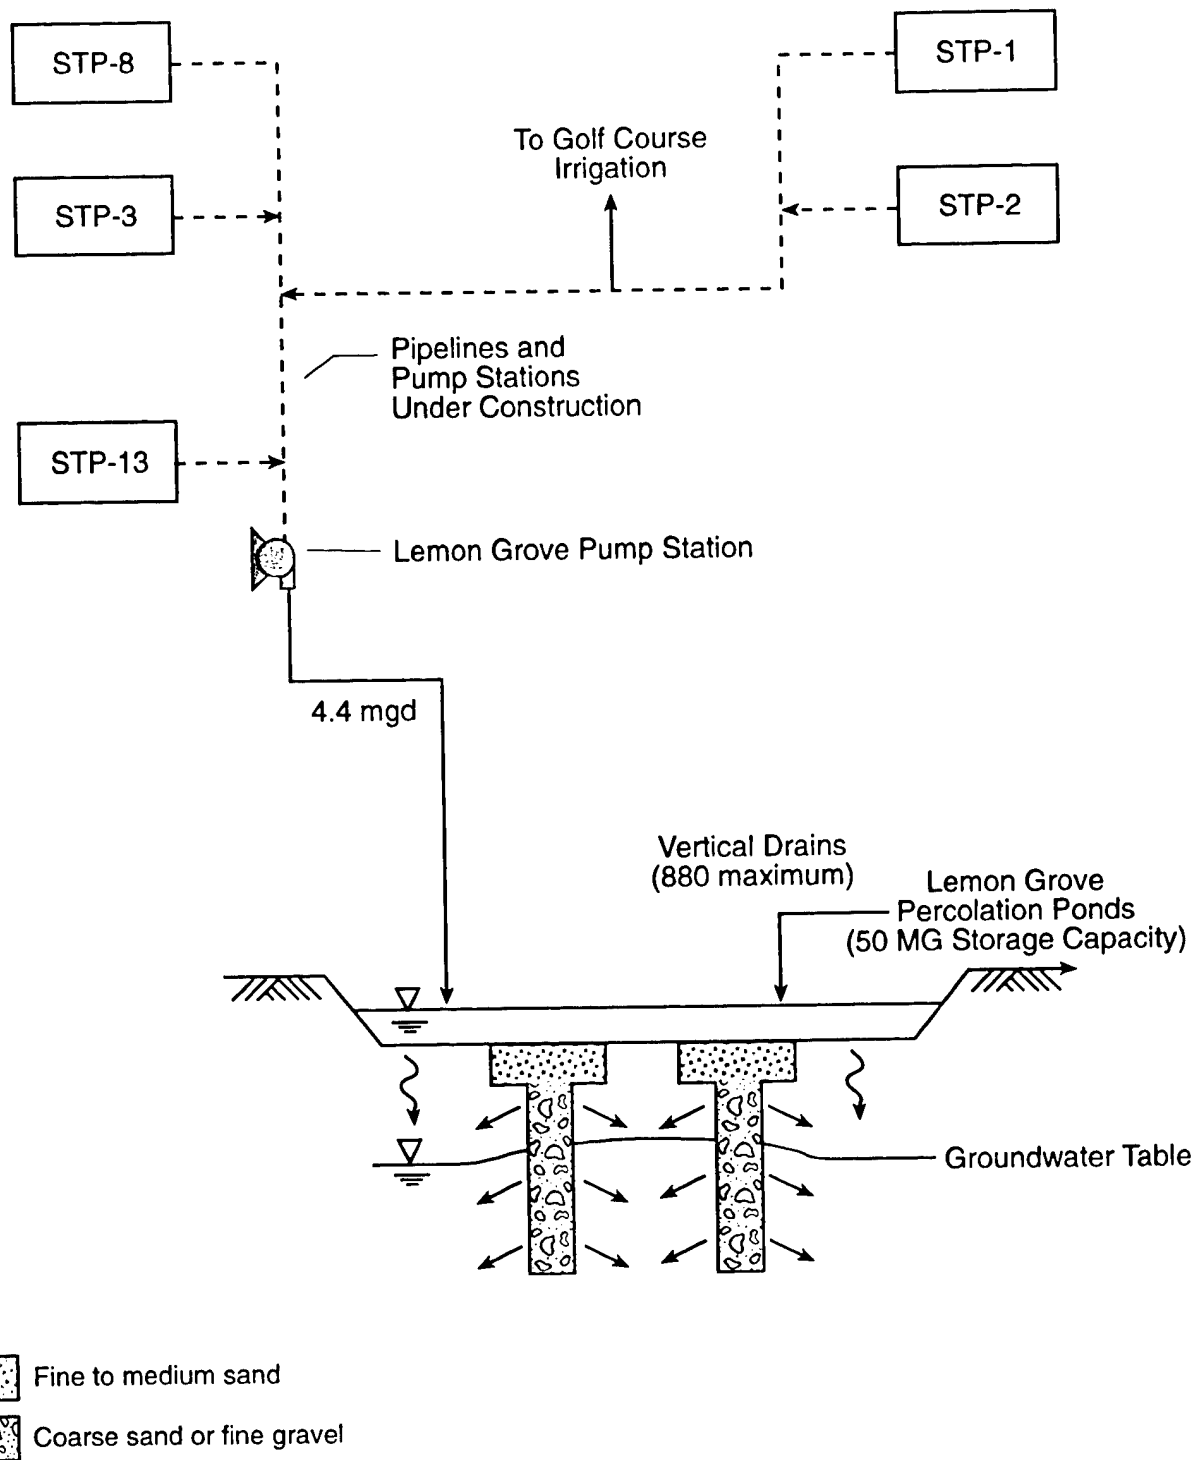 STP-8
STP-1
To Golf Course
Irrigation
STP-3
STP-2
Pipelines and
Pump Stations
Under Construction
STP-13
Lemon Grove Pump Station
4.4 mgd
Vertical Drains
(880 maximum)
Lemon Grove
Percolation Ponds
(50 MG Storage Capacity)
Groundwater Table
Fine to medium sand
Coarse sand or fine gravel